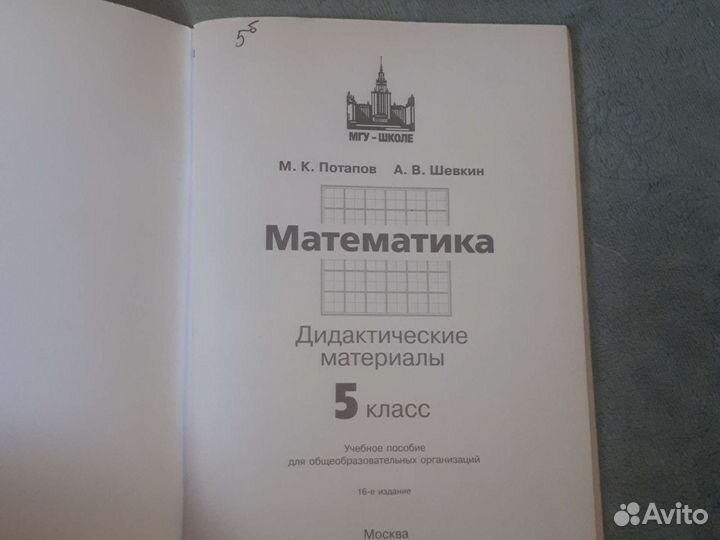 5б
МГУ - ШКОЛЕ
М. К. Потапов А. В. Шевкин
Математика
Дидактические
материалы
5 класс
Учебное пособие
для общеобразовательных организаций
16-е издание
Москва
Avito